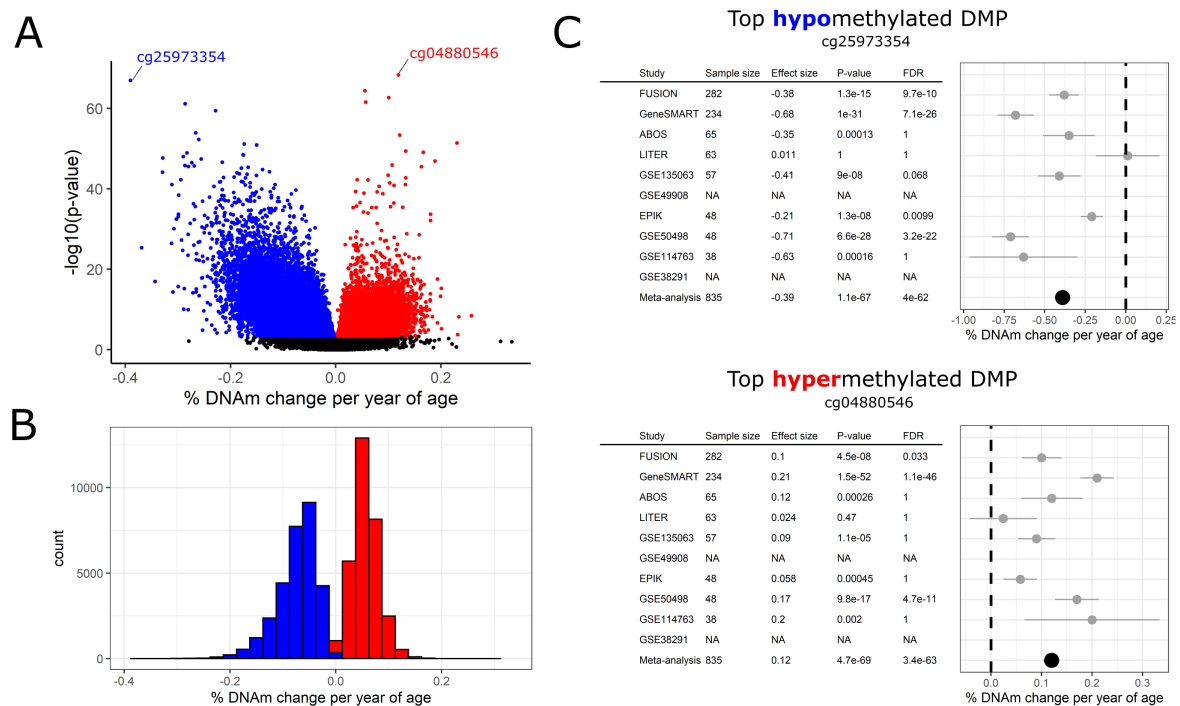 A
cg25973354
cg04880546
60
40
20
0
-log10(p-value)
-0.4 -0.2 0.0 0.2
% DNAm change per year of age
B
10000
5000
0
count
-0.4 -0.2 0.0 0.2
% DNAm change per year of age
C
Top hypomethylated DMP
cg25973354
Study Sample size Effect size P-value FDR
FUSION 282 -0.38 1.3e-15 9.7e-10
GeneSMART 234 -0.68 1e-31 7.1e-26
ABOS 65 -0.35 0.00013 1
LITER 63 0.011 1 1
GSE135063 57 -0.41 9e-08 0.068
GSE49908 NA NA NA NA
EPIK 48 -0.21 1.3e-08 0.0099
GSE50498 48 -0.71 6.6e-28 3.2e-22
GSE114763 38 -0.63 0.00016 1
GSE38291 NA NA NA NA
Meta-analysis 835 -0.39 1.1e-67 4e-62
-1.00 -0.75 -0.50 -0.25 0.00 0.25
% DNAm change per year of age
Top hypermethylated DMP
cg04880546
Study Sample size Effect size P-value FDR
FUSION 282 0.1 4.5e-08 0.033
GeneSMART 234 0.21 1.5e-52 1.1e-46
ABOS 65 0.12 0.00026 1
LITER 63 0.024 0.47 1
GSE135063 57 0.09 1.1e-05 1
GSE49908 NA NA NA NA
EPIK 48 0.058 0.00045 1
GSE50498 48 0.17 9.8e-17 4.7e-11
GSE114763 38 0.2 0.002 1
GSE38291 NA NA NA NA
Meta-analysis 835 0.12 4.7e-69 3.4e-63
0.0 0.1 0.2 0.3
% DNAm change per year of age